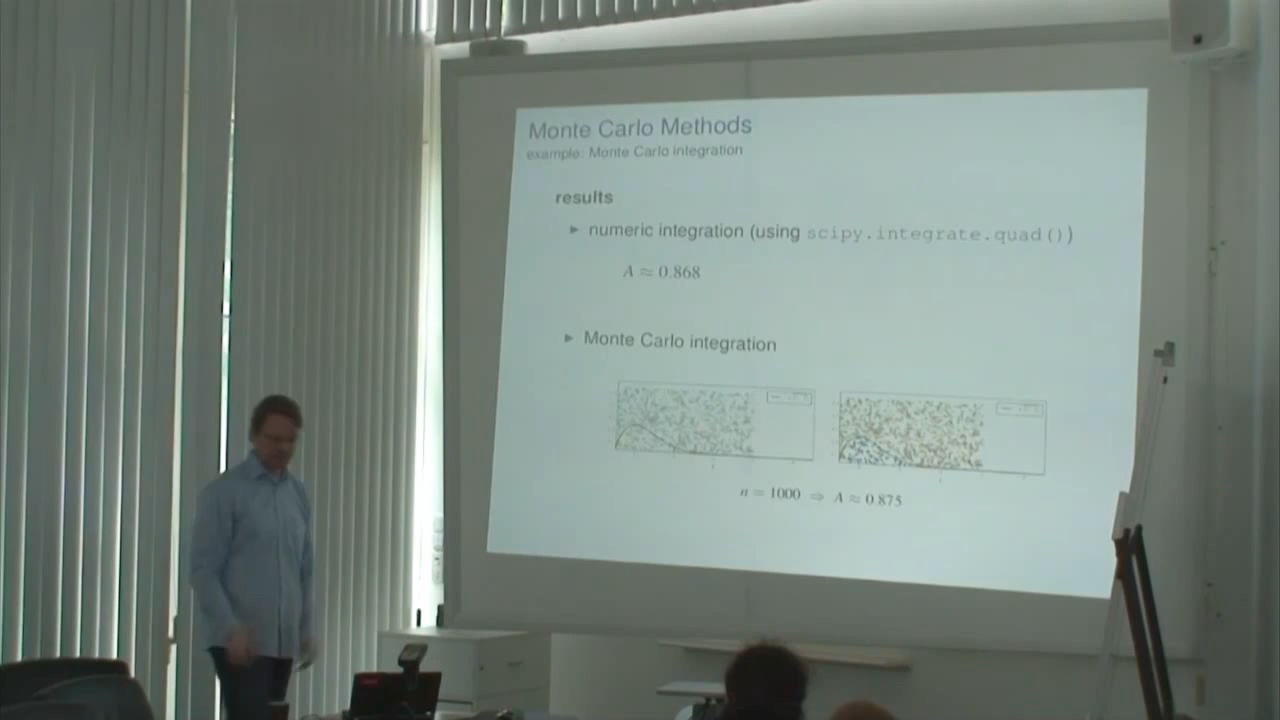 Monte Carlo Methods
example: Monte Carlo integration
results
► numeric integration (using scipy.integrate.quad())
A ≈ 0.868
► Monte Carlo integration
n = 1000 ⇒ A ≈ 0.875